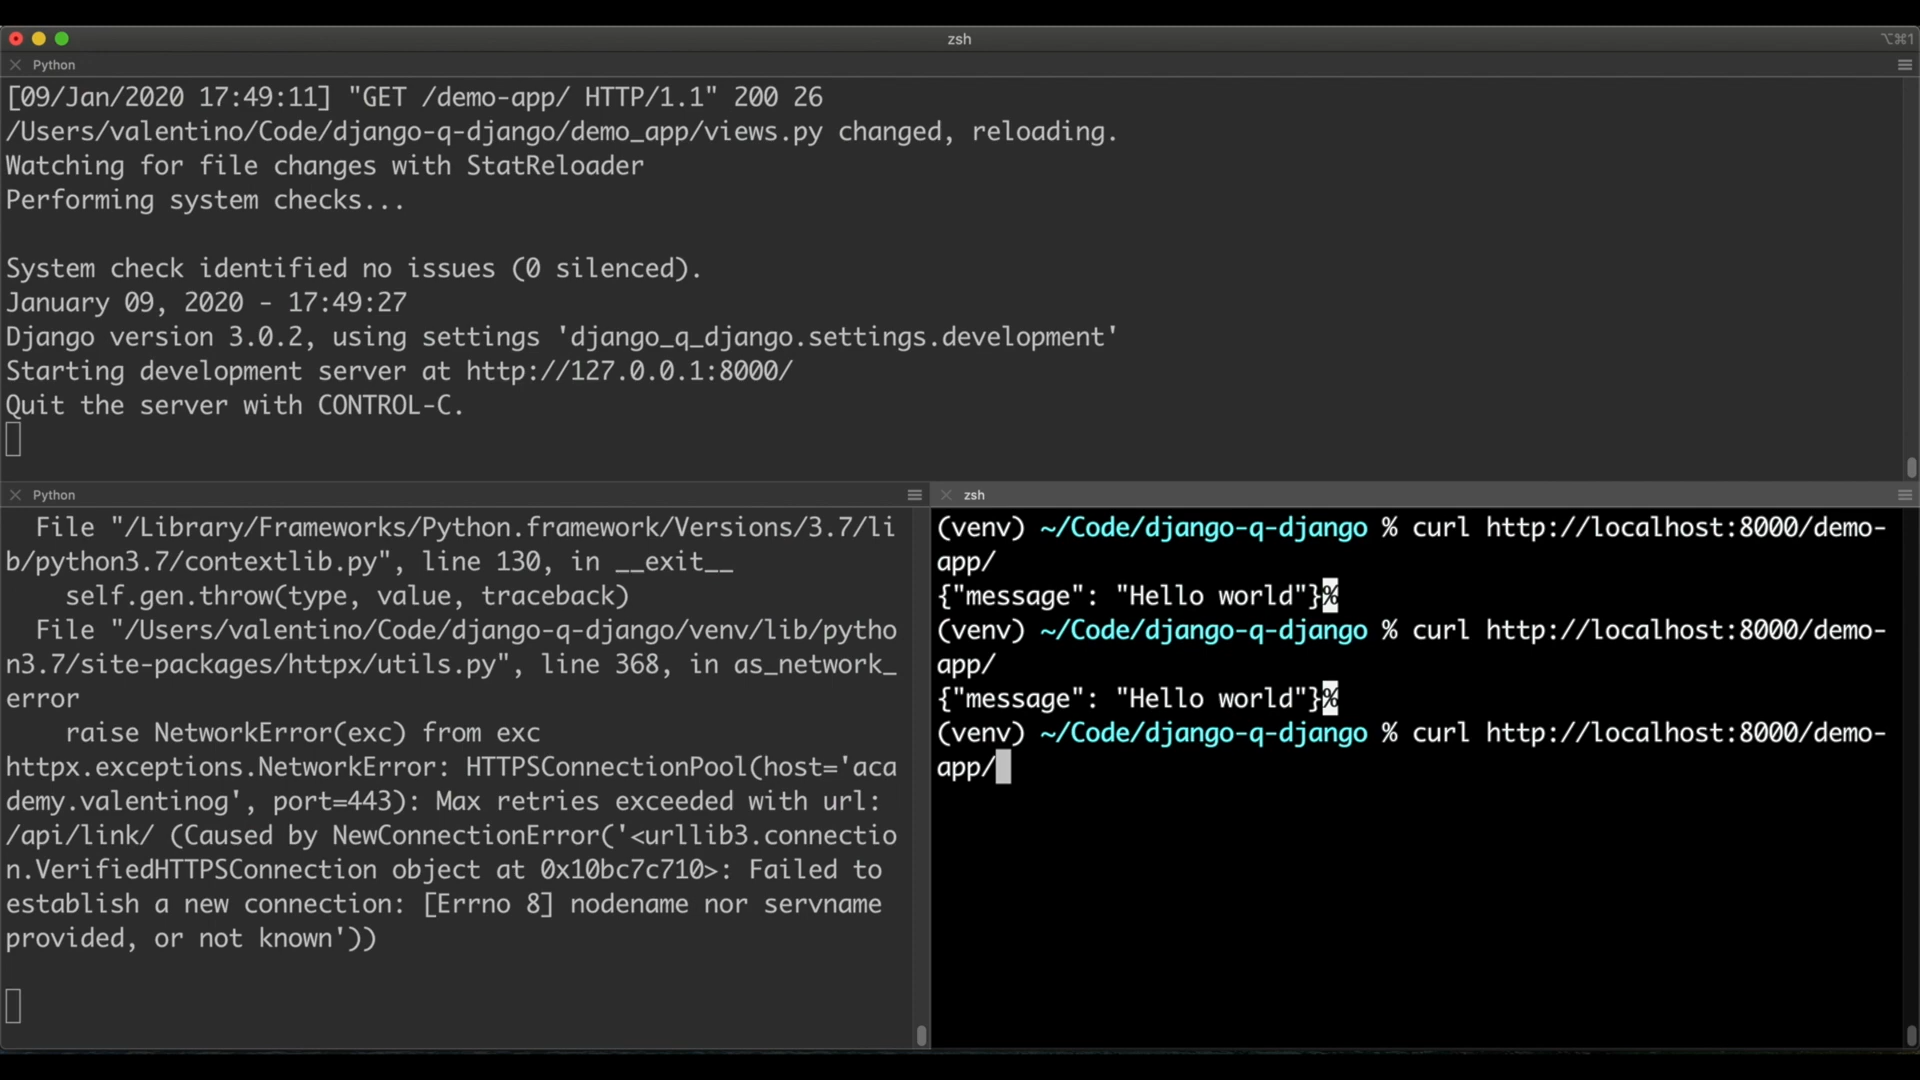 zsh
⌥⌘1
Python
[09/Jan/2020 17:49:11] "GET /demo-app/ HTTP/1.1" 200 26
/Users/valentino/Code/django-q-django/demo_app/views.py changed, reloading.
Watching for file changes with StatReloader
Performing system checks...
System check identified no issues (0 silenced).
January 09, 2020 - 17:49:27
Django version 3.0.2, using settings 'django_q_django.settings.development'
Starting development server at http://127.0.0.1:8000/
Quit the server with CONTROL-C.
Python
File "/Library/Frameworks/Python.framework/Versions/3.7/li
b/python3.7/contextlib.py", line 130, in __exit__
self.gen.throw(type, value, traceback)
File "/Users/valentino/Code/django-q-django/venv/lib/pytho
n3.7/site-packages/httpx/utils.py", line 368, in as_network_
error
raise NetworkError(exc) from exc
httpx.exceptions.NetworkError: HTTPSConnectionPool(host='aca
demy.valentinog', port=443): Max retries exceeded with url:
/api/link/ (Caused by NewConnectionError('<urllib3.connectio
n.VerifiedHTTPSConnection object at 0x10bc7c710>: Failed to
establish a new connection: [Errno 8] nodename nor servname
provided, or not known'))
zsh
(venv) ~/Code/django-q-django % curl http://localhost:8000/demo-
app/
{"message": "Hello world"}%
(venv) ~/Code/django-q-django % curl http://localhost:8000/demo-
app/
{"message": "Hello world"}%
(venv) ~/Code/django-q-django % curl http://localhost:8000/demo-
app/